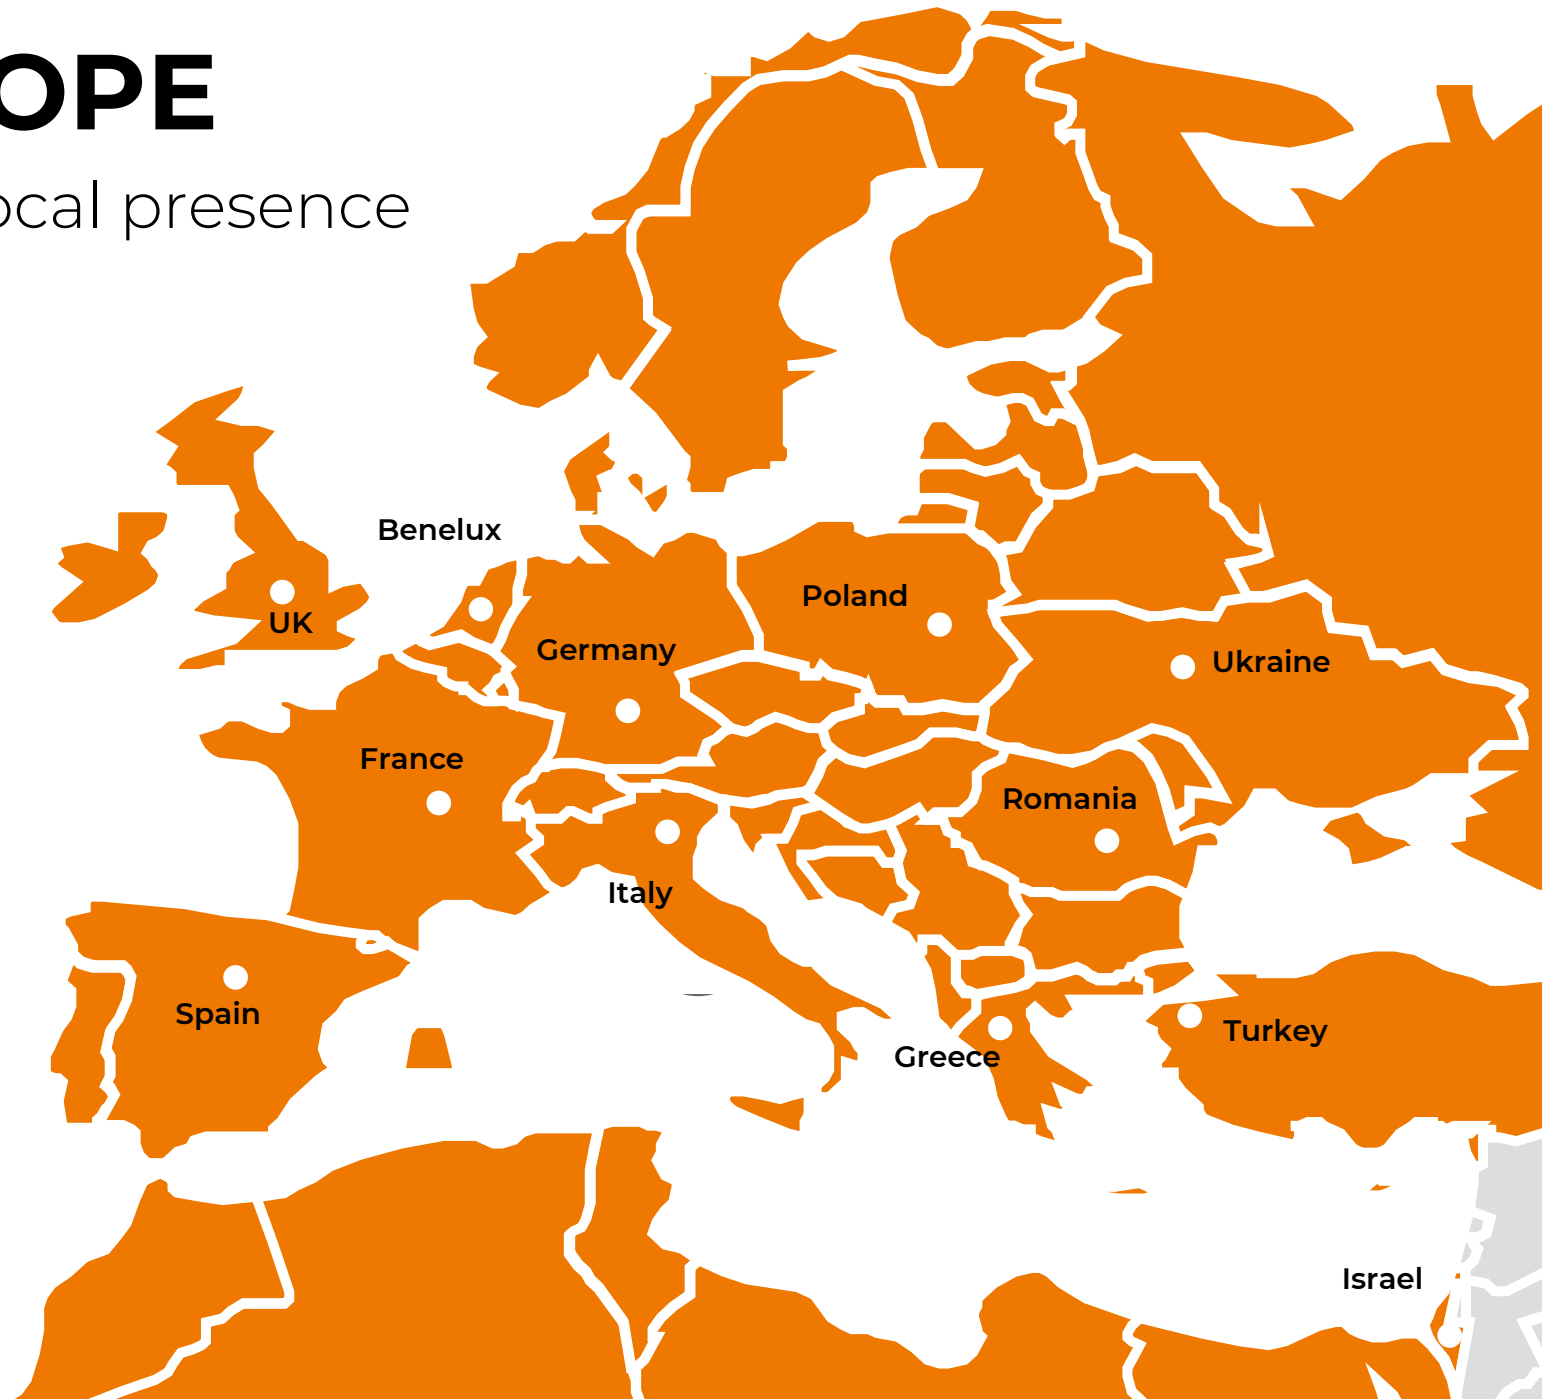 OPE
ocal presence
Benelux
Poland
UK
Germany
Ukraine
France
Romania
Italy
Spain
Turkey
Greece
Israel